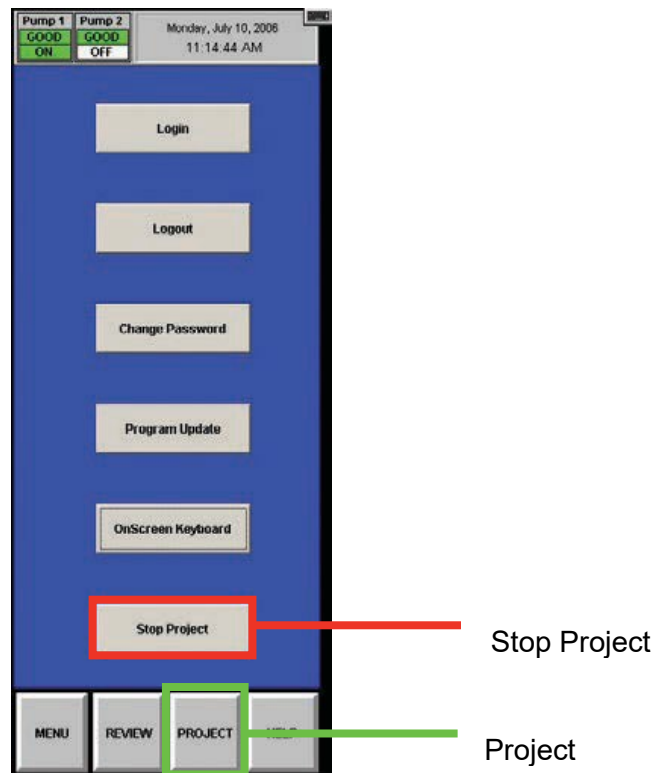 Pump 1 Pump 2
GOOD GOOD
ON OFF
Monday, July 10, 2006
11:14:44 AM
Login
Logout
Change Password
Program Update
OnScreen Keyboard
Stop Project
Stop Project
MENU REVIEW PROJECT HELP
Project